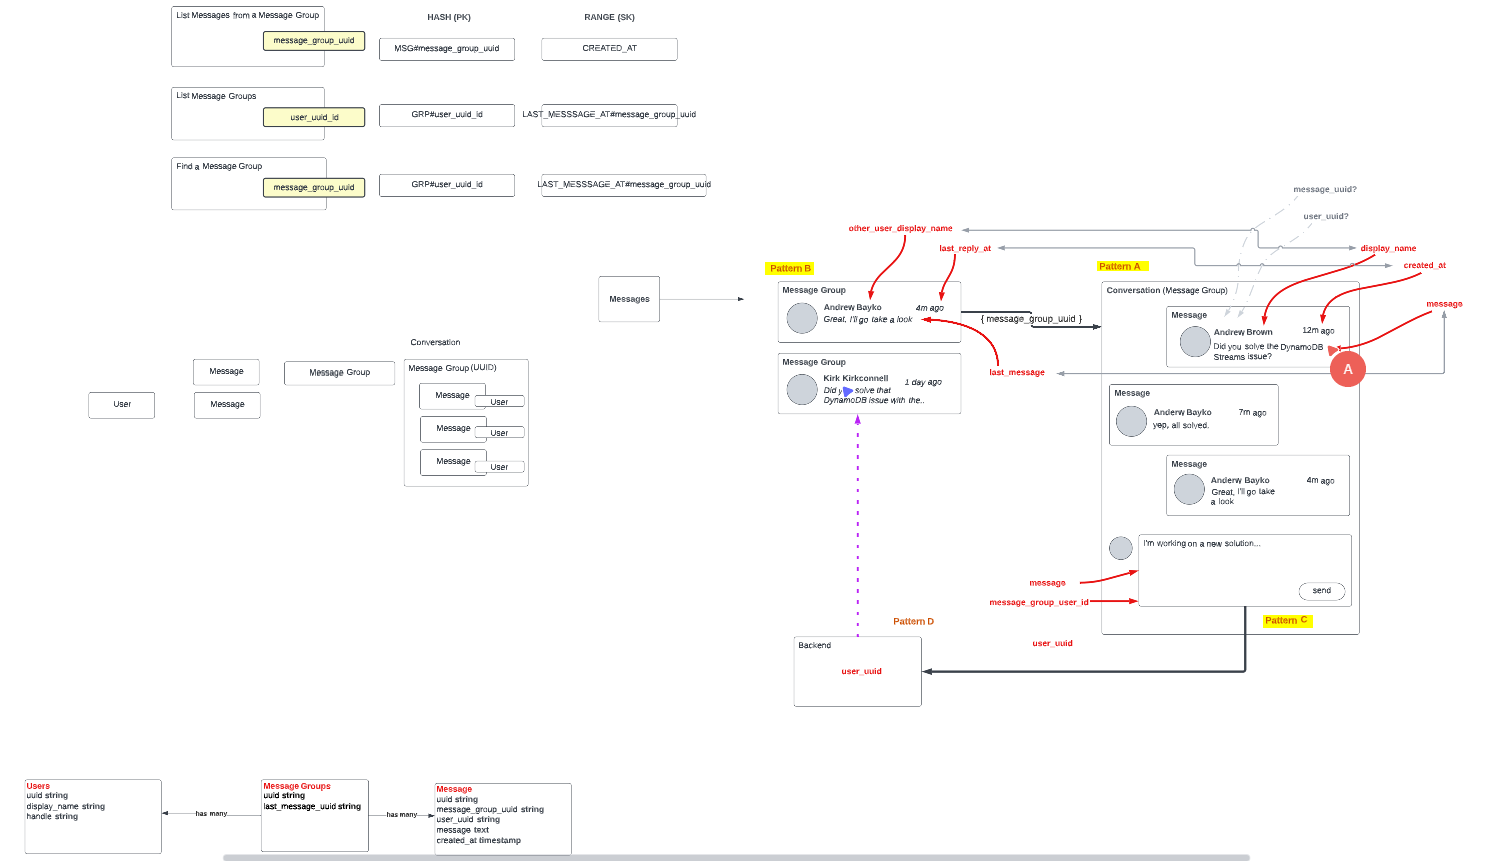 List Messages from a Message Group
message_group_uuid
HASH (PK)
RANGE (SK)
MSG#message_group_uuid
CREATED_AT
List Message Groups
user_uuid_id
GRP#user_uuid_id
LAST_MESSSAGE_AT#message_group_uuid
Find a Message Group
message_group_uuid
GRP#user_uuid_id
LAST_MESSSAGE_AT#message_group_uuid
message_uuid?
user_uuid?
other_user_display_name
last_reply_at
display_name
created_at
Pattern B
Pattern A
Messages
Message Group
Andrew Bayko
4m ago
Great, I'll go take a look
{ message_group_uuid }
Conversation (Message Group)
message
Message
Andrew Brown
12m ago
Did you solve the DynamoDB
Streams issue?
A
last_message
Message Group
Kirk Kirkconnell
1 day ago
Did y solve that
DynamoDB issue with the..
Message
Anderw Bayko
7m ago
yep, all solved.
Message
Anderw Bayko
4m ago
Great, I'll go take
a look
I'm working on a new solution...
send
message
message_group_user_id
Pattern C
Pattern D
user_uuid
Backend
user_uuid
Conversation
Message
Message Group
User
Message
Message Group (UUID)
Message
User
Message
User
Message
User
Users
uuid string
display_name string
handle string
has many
Message Groups
uuid string
last_message_uuid string
has many
Message
uuid string
message_group_uuid string
user_uuid string
message text
created_at timestamp